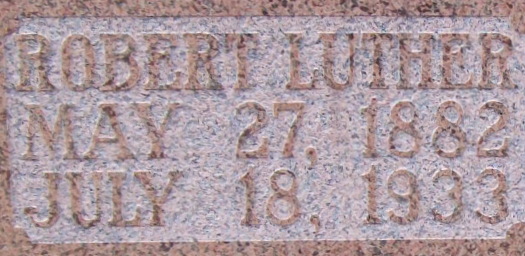 ROBERT LUTHER
MAY 27, 1882
JULY 18, 1933